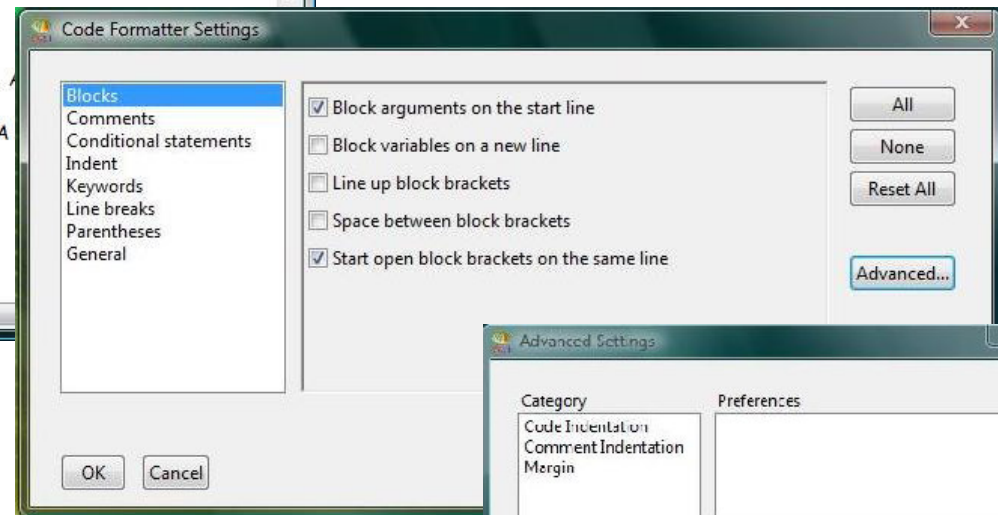 Code Formatter Settings
Blocks
Comments
Conditional statements
Indent
Keywords
Line breaks
Parentheses
General
Block arguments on the start line
Block variables on a new line
Line up block brackets
Space between block brackets
Start open block brackets on the same line
All
None
Reset All
Advanced...
OK
Cancel
A
Advanced Settings
Category
Preferences
Code Indentation
Comment Indentation
Margin